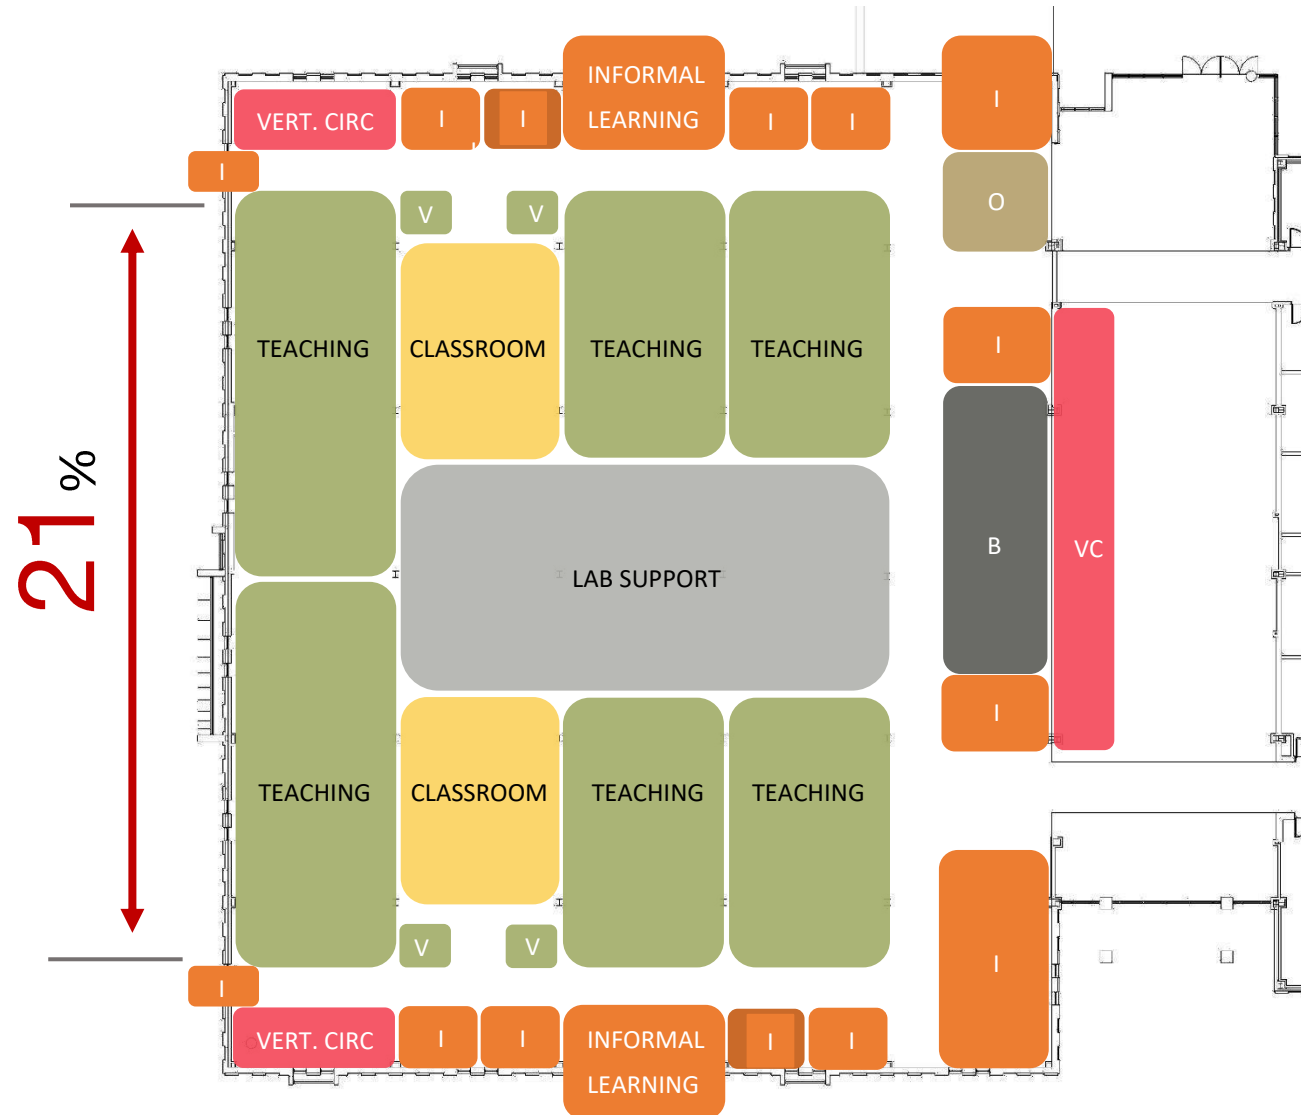 INFORMAL
LEARNING
I
VERT. CIRC
I
I
I
I
I
V
V
O
TEACHING
CLASSROOM
TEACHING
TEACHING
I
21 %
LAB SUPPORT
B
VC
I
TEACHING
CLASSROOM
TEACHING
TEACHING
V
V
I
I
VERT. CIRC
I
I
INFORMAL
LEARNING
I
I